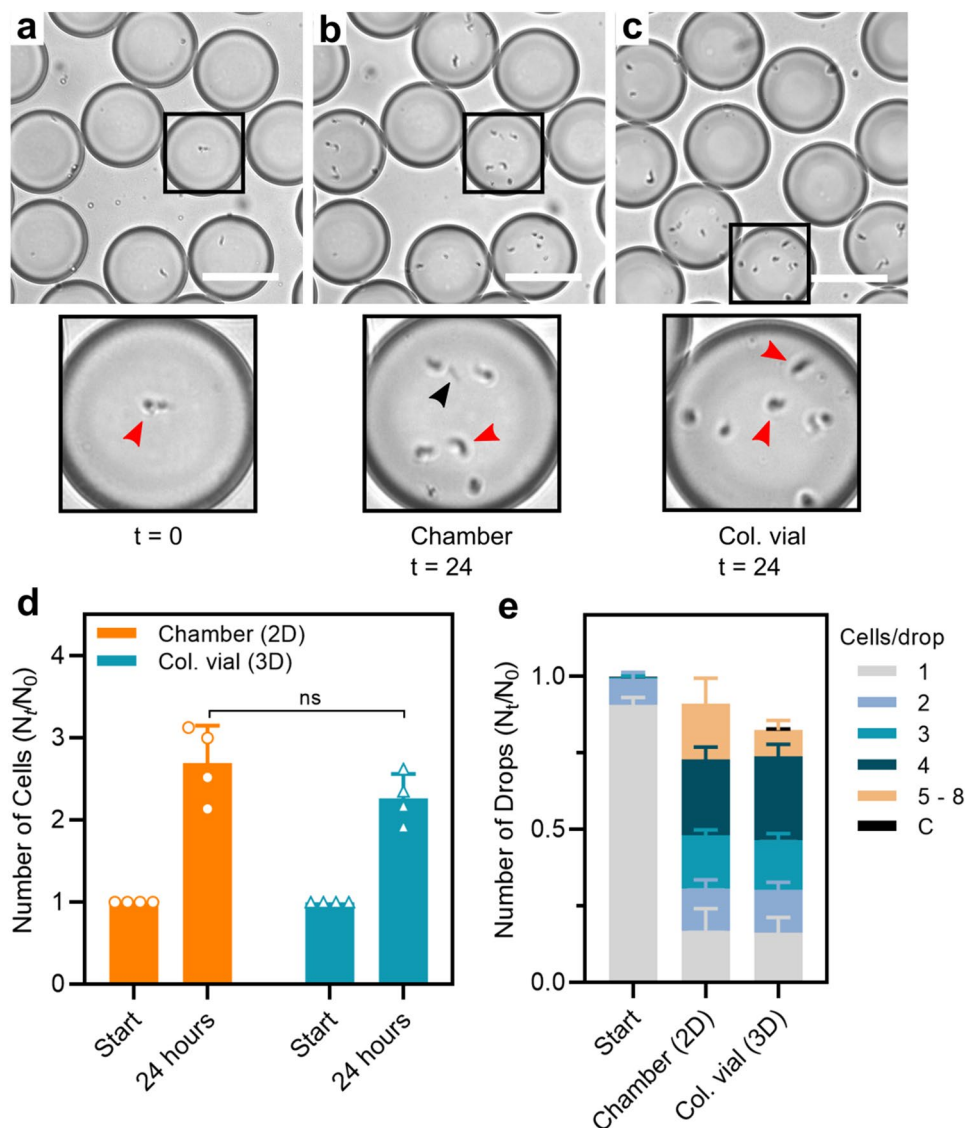 a
b
c
t = 0
Chamber
t = 24
Col. vial
t = 24
d
Number of Cells (Nt/N0)
4
3
2
1
0
Chamber (2D)
Col. vial (3D)
ns
Start
24 hours
Start
24 hours
e
Number of Drops (Nt/N0)
1.0
0.5
0.0
Start
Chamber (2D)
Col. vial (3D)
Cells/drop
1
2
3
4
5 - 8
C